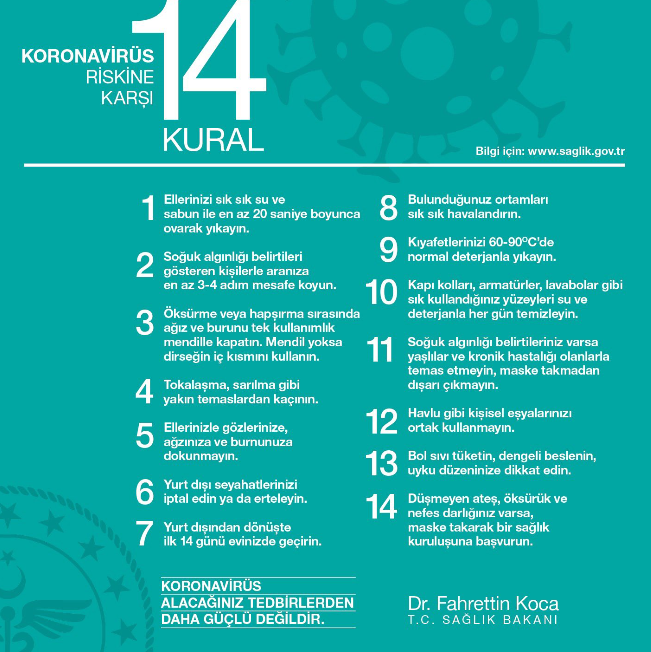 KORONAVİRÜS
RİSKİNE
KARŞI
14
KURAL
Bilgi için: www.saglik.gov.tr
1 Ellerinizi sık sık su ve
sabun ile en az 20 saniye boyunca
ovarak yıkayın.
2 Soğuk algınlığı belirtileri
gösteren kişilerle aranıza
en az 3-4 adım mesafe koyun.
3 Öksürme veya hapşırma sırasında
ağız ve burunu tek kullanımlık
mendille kapatın. Mendil yoksa
dirseğin iç kısmını kullanın.
4 Tokalaşma, sarılma gibi
yakın temaslardan kaçının.
5 Ellerinizle gözlerinize,
ağzınıza ve burnunuza
dokunmayın.
6 Yurt dışı seyahatlerinizi
iptal edin ya da erteleyin.
7 Yurt dışından dönüşte
ilk 14 günü evinizde geçirin.
8 Bulunduğunuz ortamları
sık sık havalandırın.
9 Kıyafetlerinizi 60-90ºC'de
normal deterjanla yıkayın.
10 Kapı kolları, armatürler, lavabolar gibi
sık kullandığınız yüzeyleri su ve
deterjanla her gün temizleyin.
11 Soğuk algınlığı belirtileriniz varsa
yaşlılar ve kronik hastalığı olanlarla
temas etmeyin, maske takmadan
dışarı çıkmayın.
12 Havlu gibi kişisel eşyalarınızı
ortak kullanmayın.
13 Bol sıvı tüketin, dengeli beslenin,
uyku düzeninize dikkat edin.
14 Düşmeyen ateş, öksürük ve
nefes darlığınız varsa,
maske takarak bir sağlık
kuruluşuna başvurun.
KORONAVİRÜS
ALACAĞINIZ TEDBİRLERDEN
DAHA GÜÇLÜ DEĞİLDİR.
Dr. Fahrettin Koca
T.C. SAĞLIK BAKANI